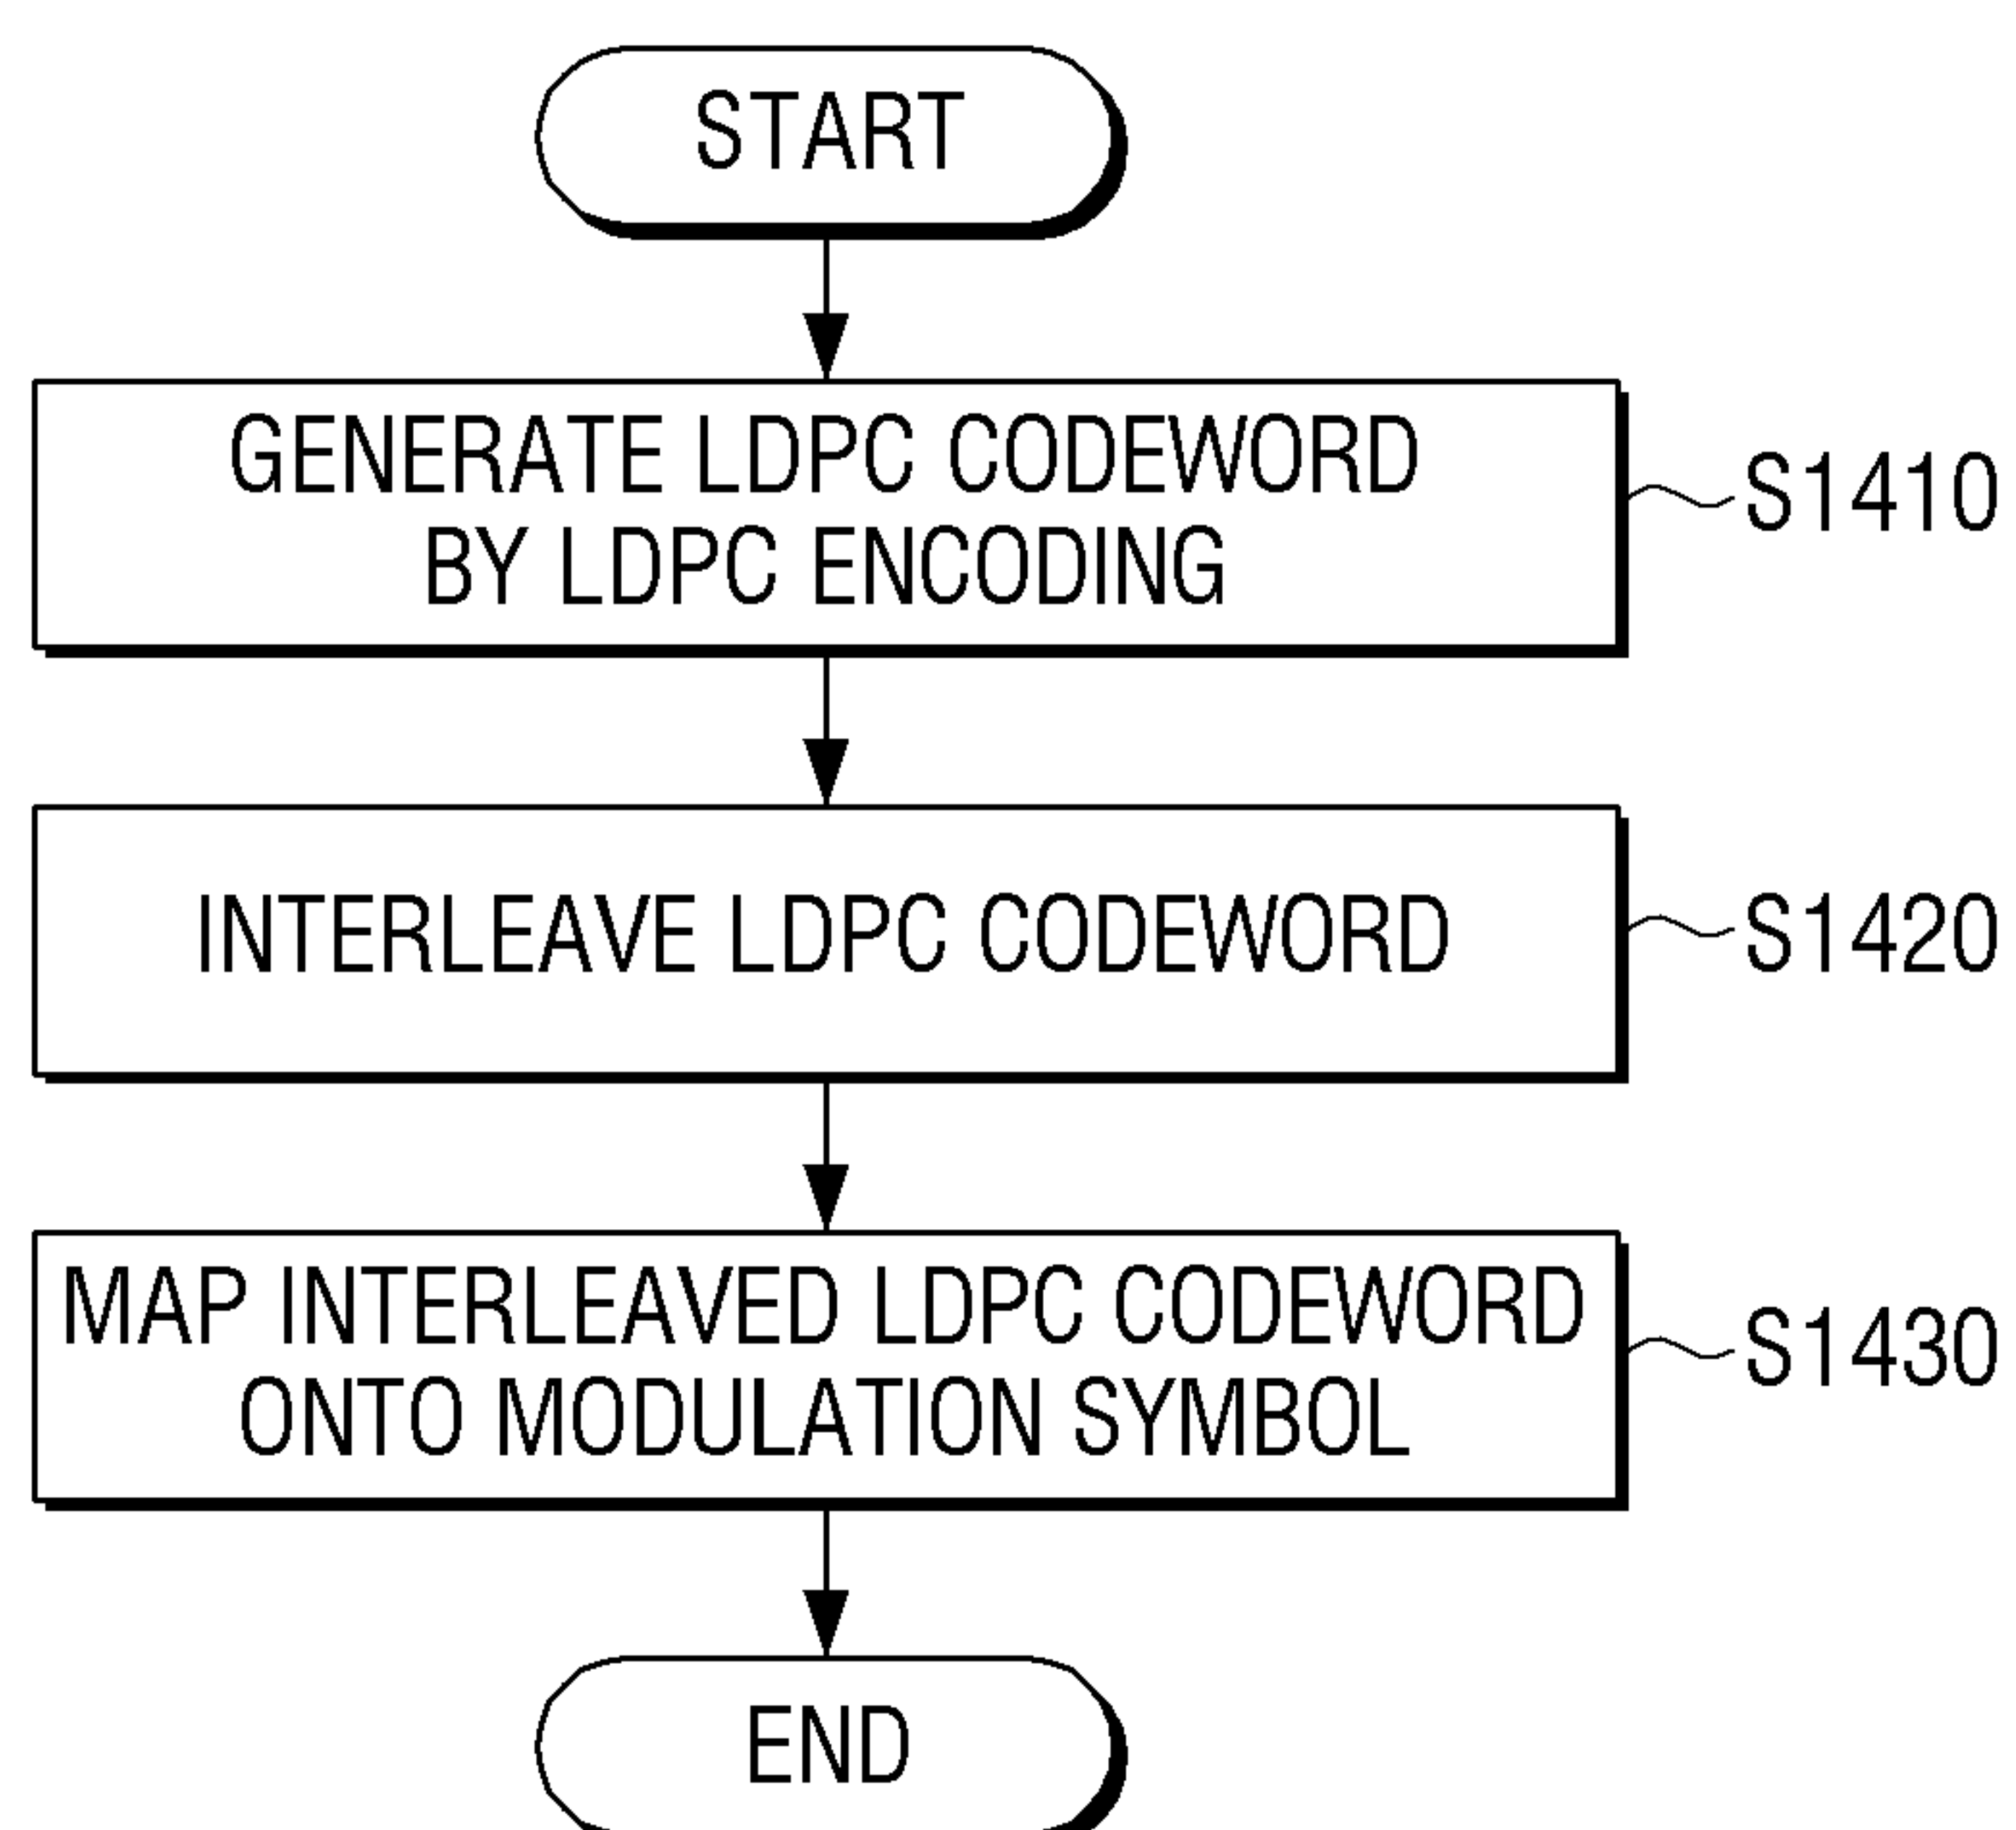 START
GENERATE LDPC CODEWORD
BY LDPC ENCODING
S1410
INTERLEAVE LDPC CODEWORD
S1420
MAP INTERLEAVED LDPC CODEWORD
ONTO MODULATION SYMBOL
S1430
END